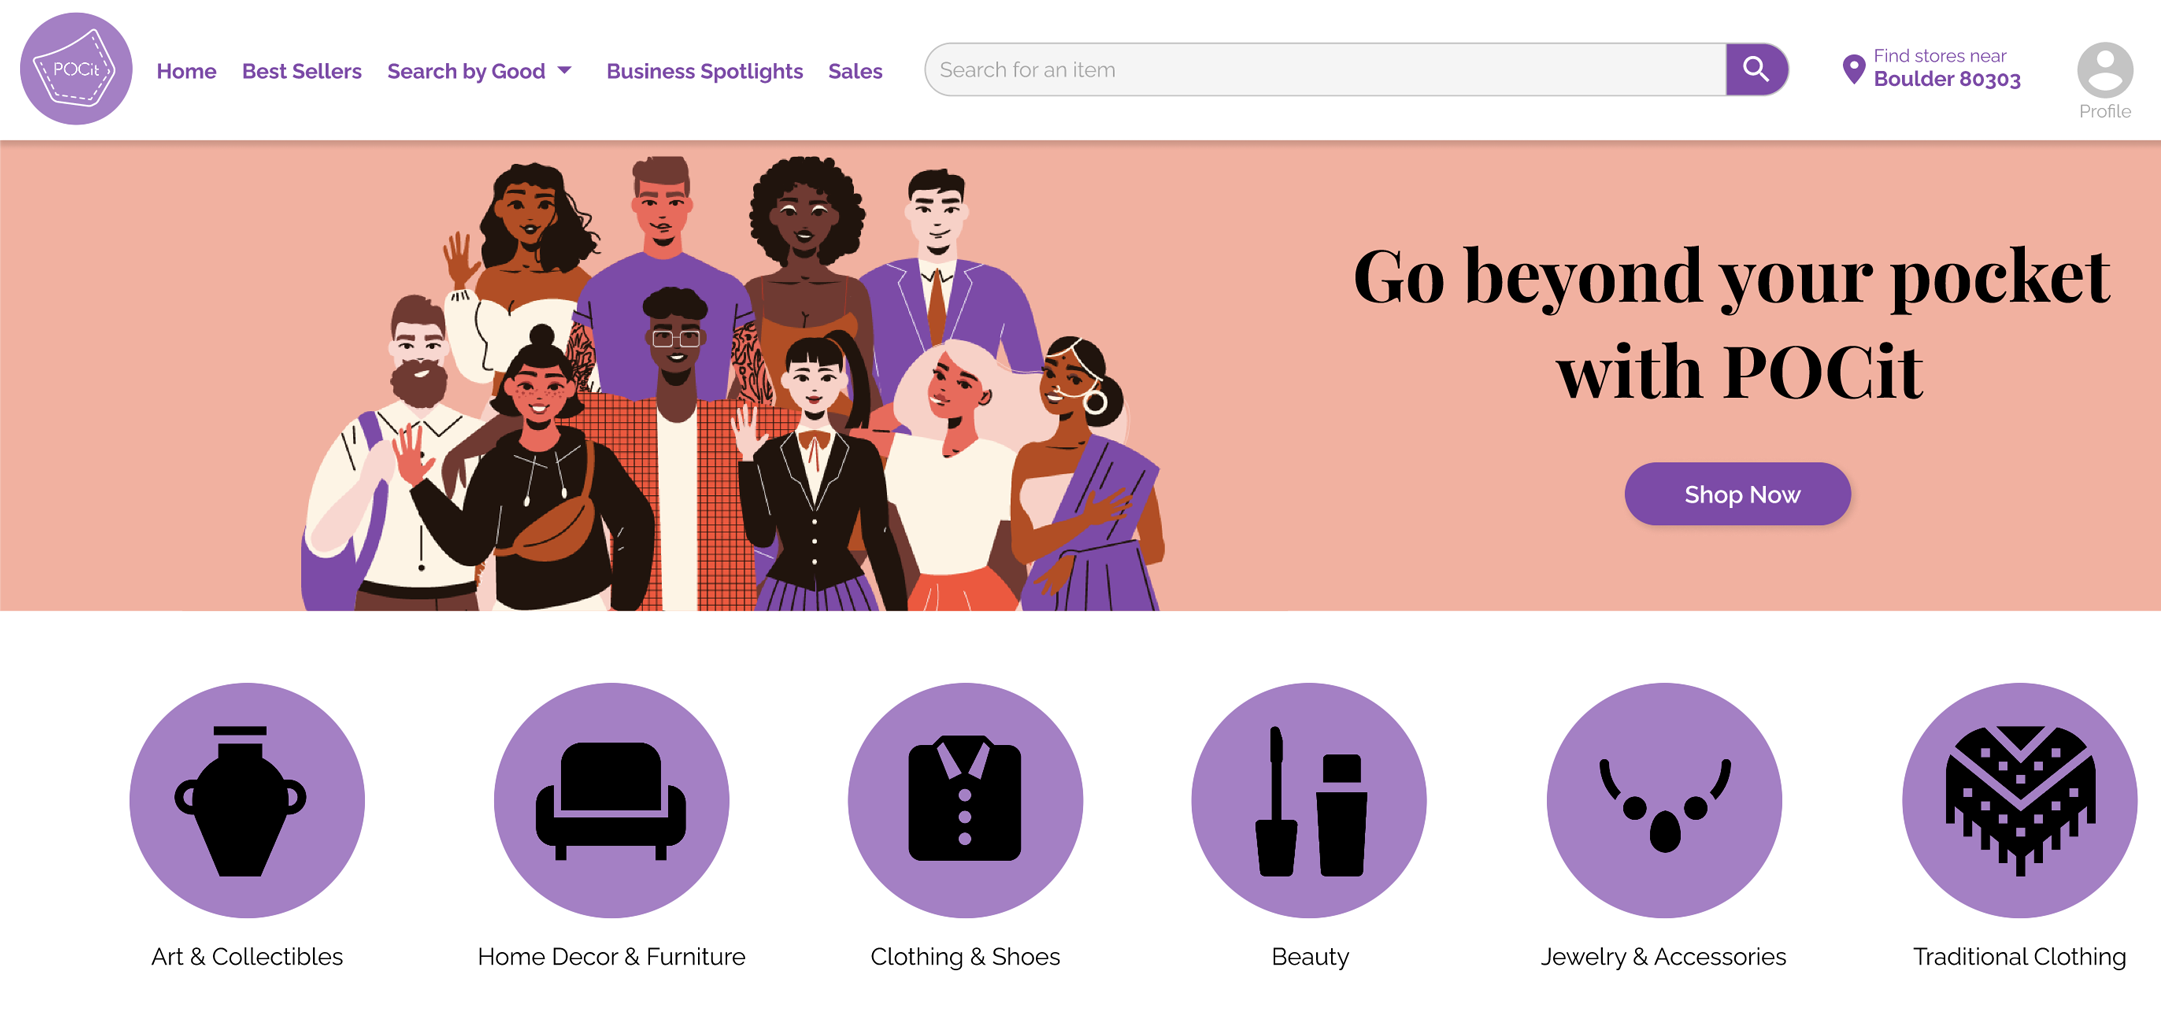 POCit
Home Best Sellers Search by Good Business Spotlights Sales
Search for an item
Find stores near
Boulder 80303
Profile
Go beyond your pocket
with POCit
Shop Now
Art & Collectibles
Home Decor & Furniture
Clothing & Shoes
Beauty
Jewelry & Accessories
Traditional Clothing